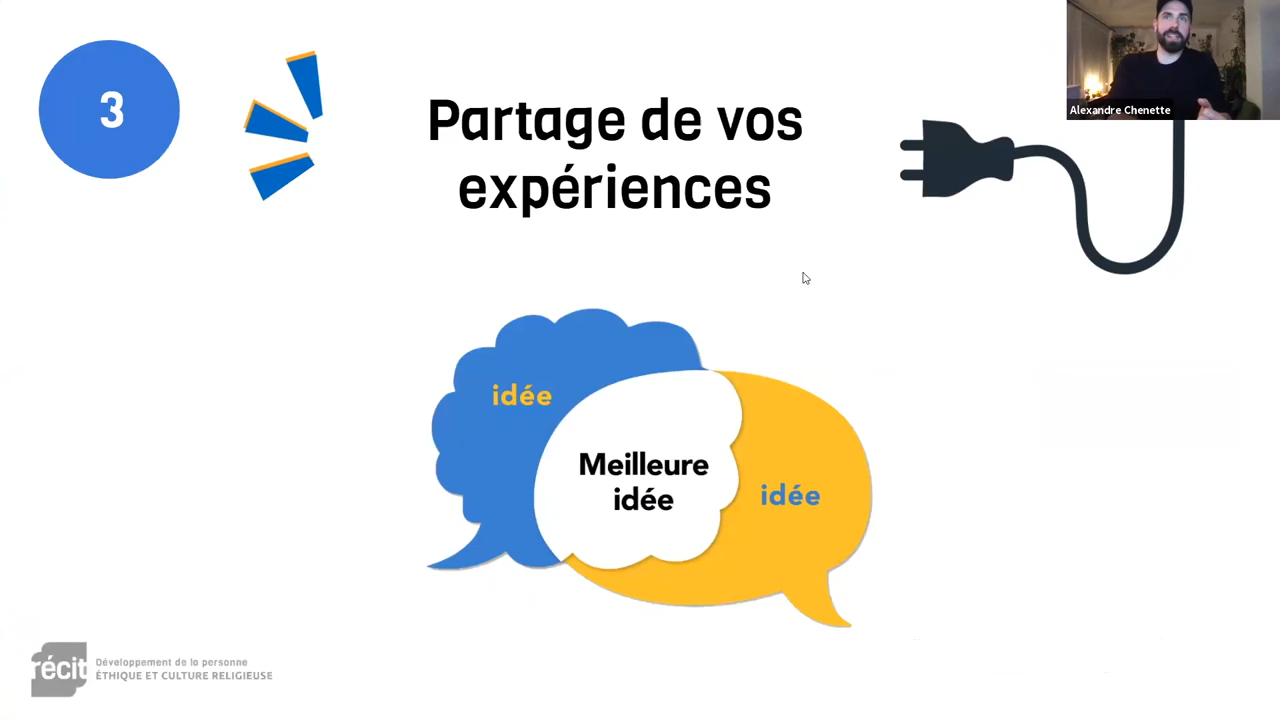 3
Partage de vos
expériences
Alexandre Chenette
idée
Meilleure
idée
idée
récit
Développement de la personne
ÉTHIQUE ET CULTURE RELIGIEUSE